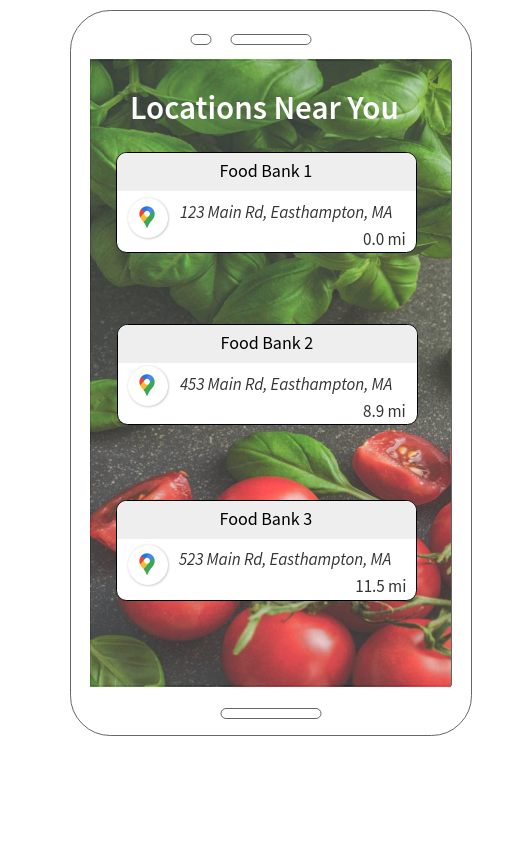 Locations Near You
Food Bank 1
123 Main Rd, Easthampton, MA
0.0 mi
Food Bank 2
453 Main Rd, Easthampton, MA
8.9 mi
Food Bank 3
523 Main Rd, Easthampton, MA
11.5 mi